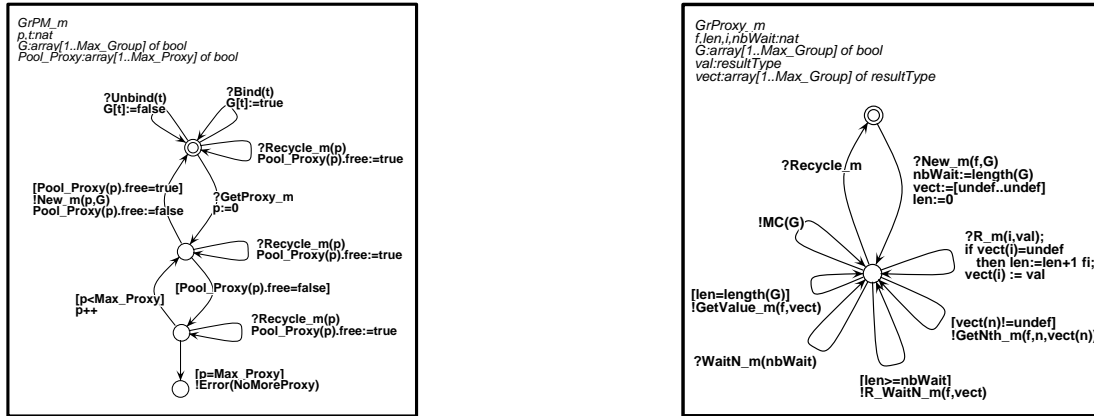 GrPM_m
p,t:nat
G:array[1..Max_Group] of bool
Pool_Proxy:array[1..Max_Proxy] of bool
?Unbind(t)
G[t]:=false
?Bind(t)
G[t]:=true
?Recycle_m(p)
Pool_Proxy(p).free:=true
[Pool_Proxy(p).free=true]
!New_m(p,G)
Pool_Proxy(p).free:=false
?GetProxy_m
p:=0
?Recycle_m(p)
Pool_Proxy(p).free:=true
[Pool_Proxy(p).free=false]
[p<Max_Proxy]
p++
?Recycle_m(p)
Pool_Proxy(p).free:=true
[p=Max_Proxy]
!Error(NoMoreProxy)
GrProxy_m
f,len,i,nbWait:nat
G:array[1..Max_Group] of bool
val:resultType
vect:array[1..Max_Group] of resultType
?Recycle_m
?New_m(f,G)
nbWait:=length(G)
vect:=[undef..undef]
len:=0
!MC(G)
?R_m(i,val);
if vect(i)=undef
then len:=len+1 fi;
vect(i) := val
[len=length(G)]
!GetValue_m(f,vect)
[vect(n)!=undef]
!GetNth_m(f,n,vect(n))
?WaitN_m(nbWait)
[len>=nbWait]
!R_WaitN_m(f,vect)